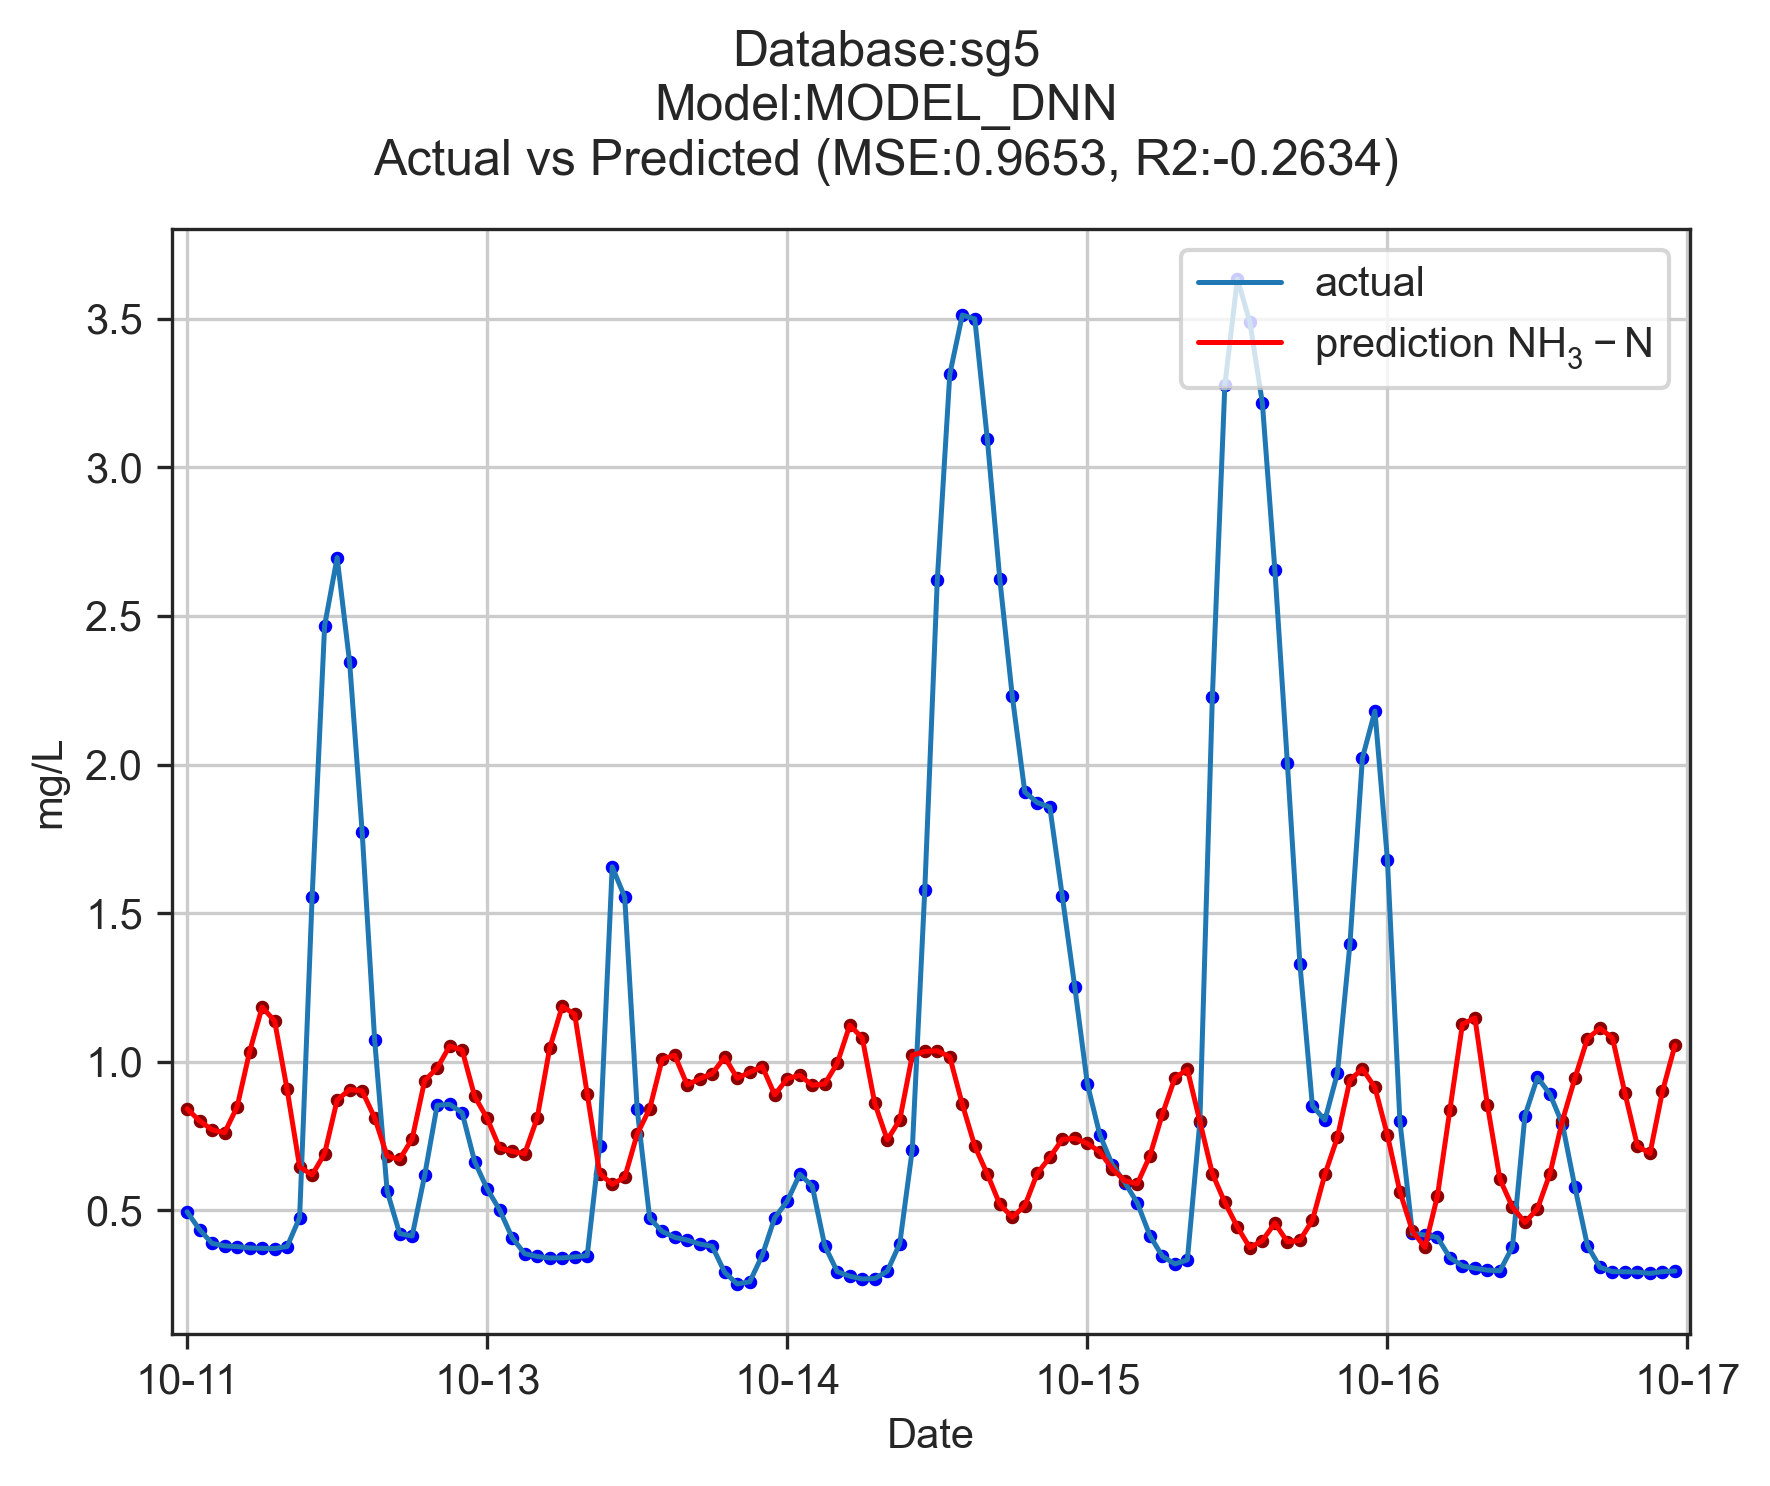 Database:sg5
Model:MODEL_DNN
Actual vs Predicted (MSE:0.9653, R2:-0.2634)
actual
prediction NH₃ − N
3.5
3.0
2.5
2.0
1.5
1.0
0.5
mg/L
10-11 10-13 10-14 10-15 10-16 10-17
Date